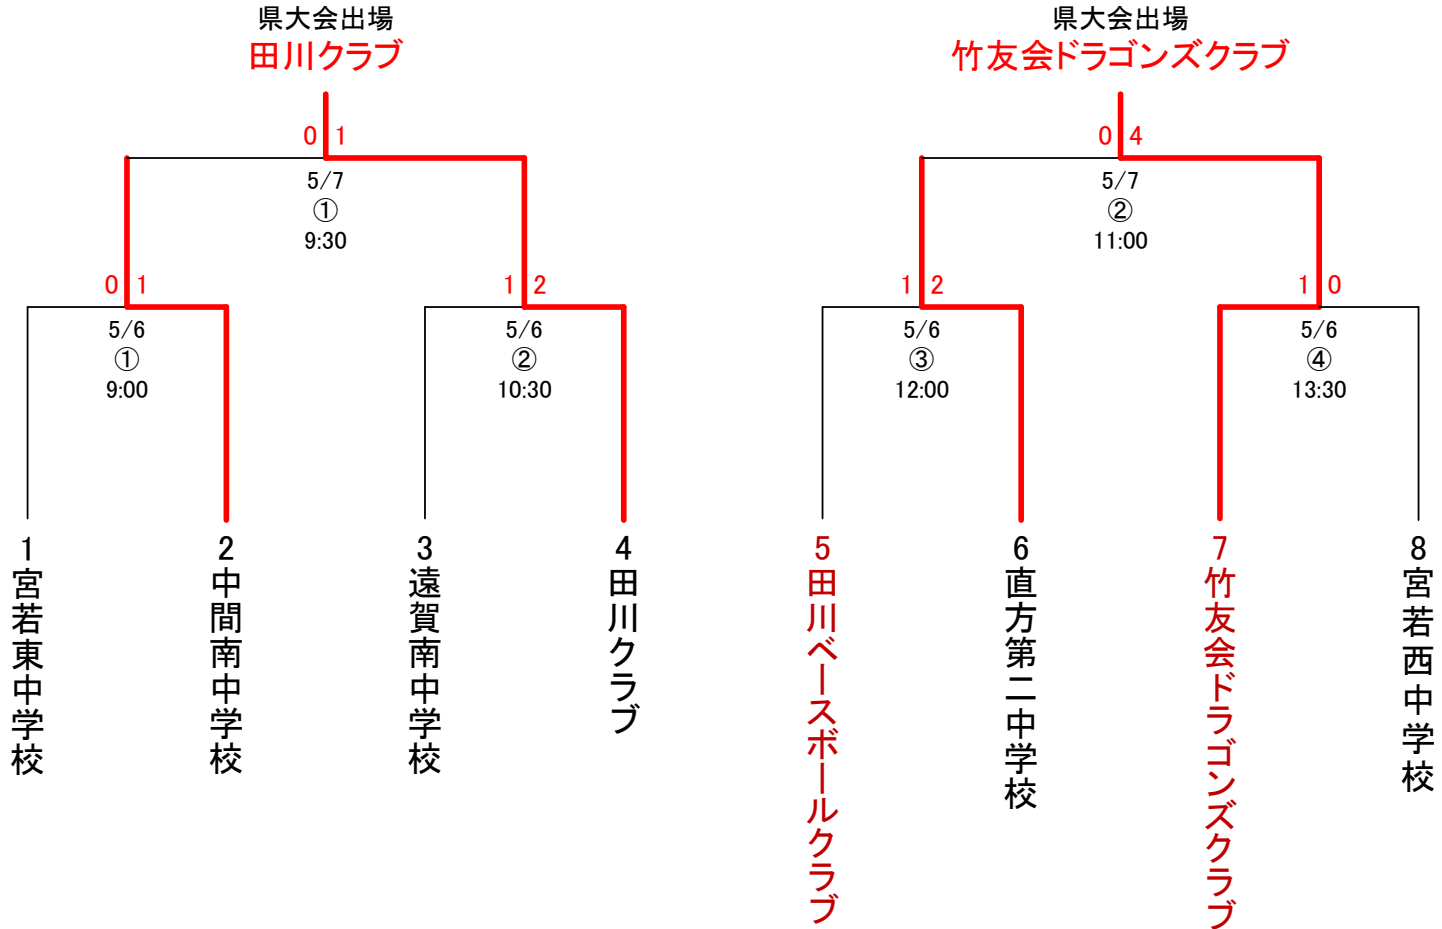 県大会出場
田川クラブ
0 1
5/7
①
9:30
0 1
5/6
①
9:00
1 2
5/6
②
10:30
1
宮若東中学校
2
中間南中学校
3
遠賀南中学校
4
田川クラブ
県大会出場
竹友会ドラゴンズクラブ
0 4
5/7
②
11:00
1 2
5/6
③
12:00
1 0
5/6
④
13:30
5
田川ベースボールクラブ
6
直方第二中学校
7
竹友会ドラゴンズクラブ
8
宮若西中学校